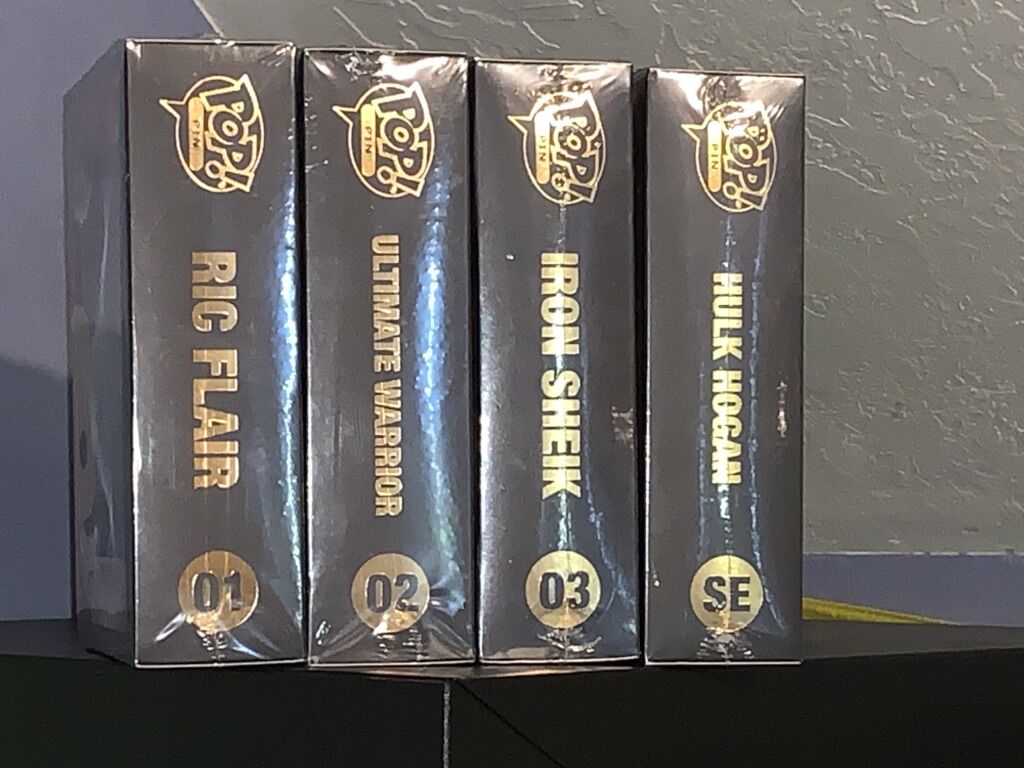 POP!
PIN
RIC FLAIR
01
POP!
PIN
ULTIMATE WARRIOR
02
POP!
PIN
IRON SHEIK
03
POP!
PIN
HULK HOGAN
SE